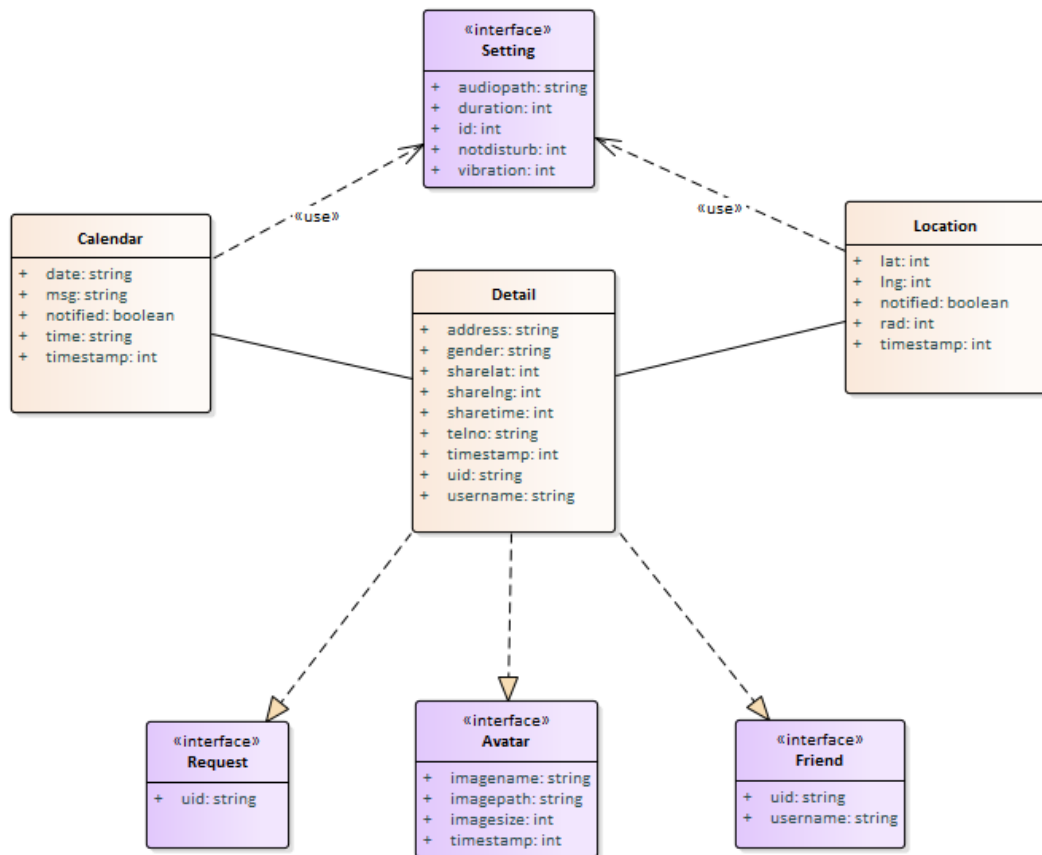 «interface»
Setting
+ audiopath: string
+ duration: int
+ id: int
+ notdisturb: int
+ vibration: int
«use»
«use»
Calendar
+ date: string
+ msg: string
+ notified: boolean
+ time: string
+ timestamp: int
Detail
+ address: string
+ gender: string
+ sharelat: int
+ sharelng: int
+ sharetime: int
+ telno: string
+ timestamp: int
+ uid: string
+ username: string
Location
+ lat: int
+ lng: int
+ notified: boolean
+ rad: int
+ timestamp: int
«interface»
Request
+ uid: string
«interface»
Avatar
+ imagename: string
+ imagepath: string
+ imagesize: int
+ timestamp: int
«interface»
Friend
+ uid: string
+ username: string